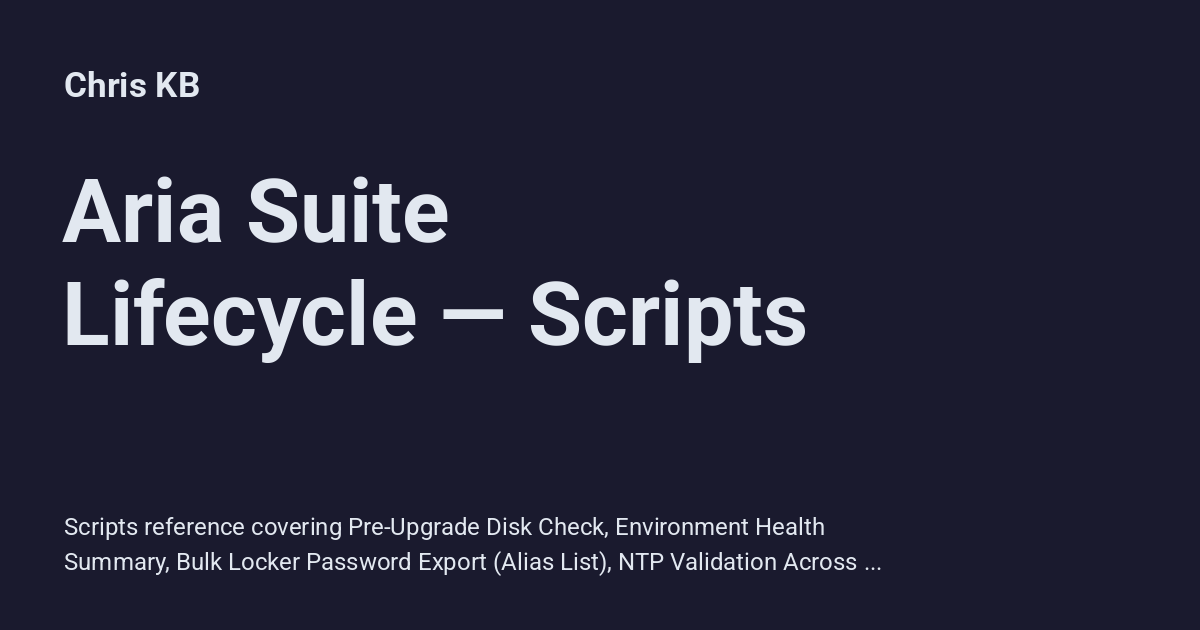 Chris KB
Aria Suite
Lifecycle — Scripts
Scripts reference covering Pre-Upgrade Disk Check, Environment Health
Summary, Bulk Locker Password Export (Alias List), NTP Validation Across ...